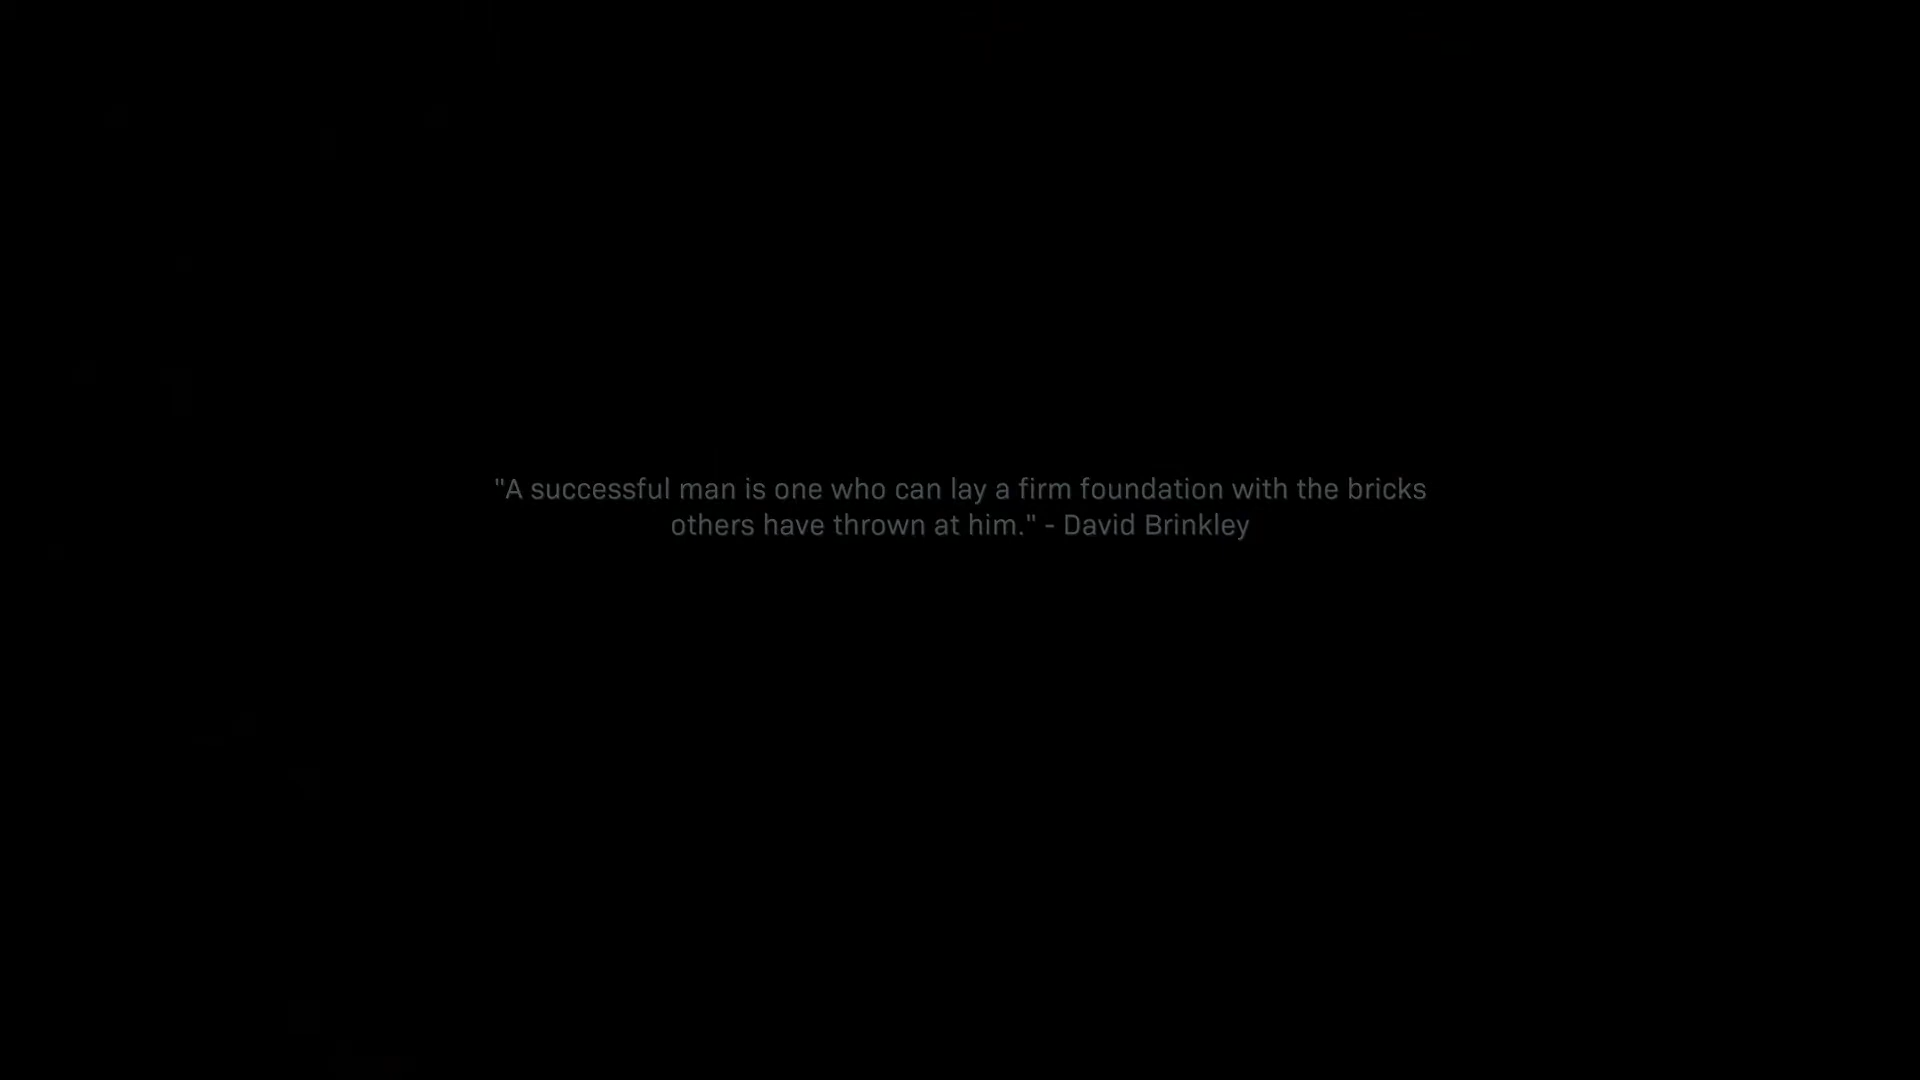 "A successful man is one who can lay a firm foundation with the bricks
others have thrown at him." - David Brinkley